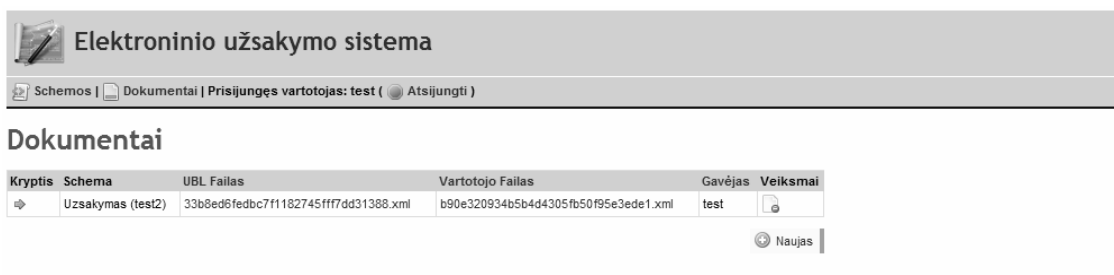 Elektroninio užsakymo sistema
Schemos | Dokumentai | Prisijungęs vartotojas: test ( Atsijungti )
Dokumentai
Kryptis Schema UBL Failas Vartotojo Failas Gavėjas Veiksmai
Uzsakymas (test2) 33b8ed6fedbc7f1182745fff7dd31388.xml b90e320934b5b4d4305fb50f95e3ede1.xml test
Naujas